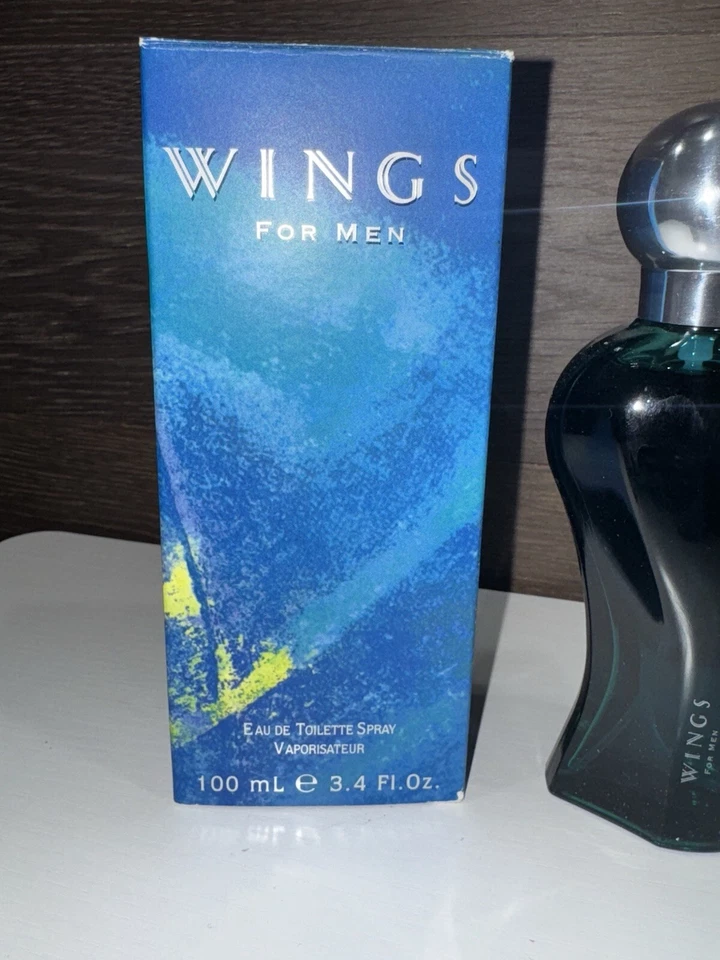 WINGS
FOR MEN
EAU DE TOILETTE SPRAY
VAPORISATEUR
100 mL ℮ 3.4 Fl.Oz.
WINGS
FOR MEN